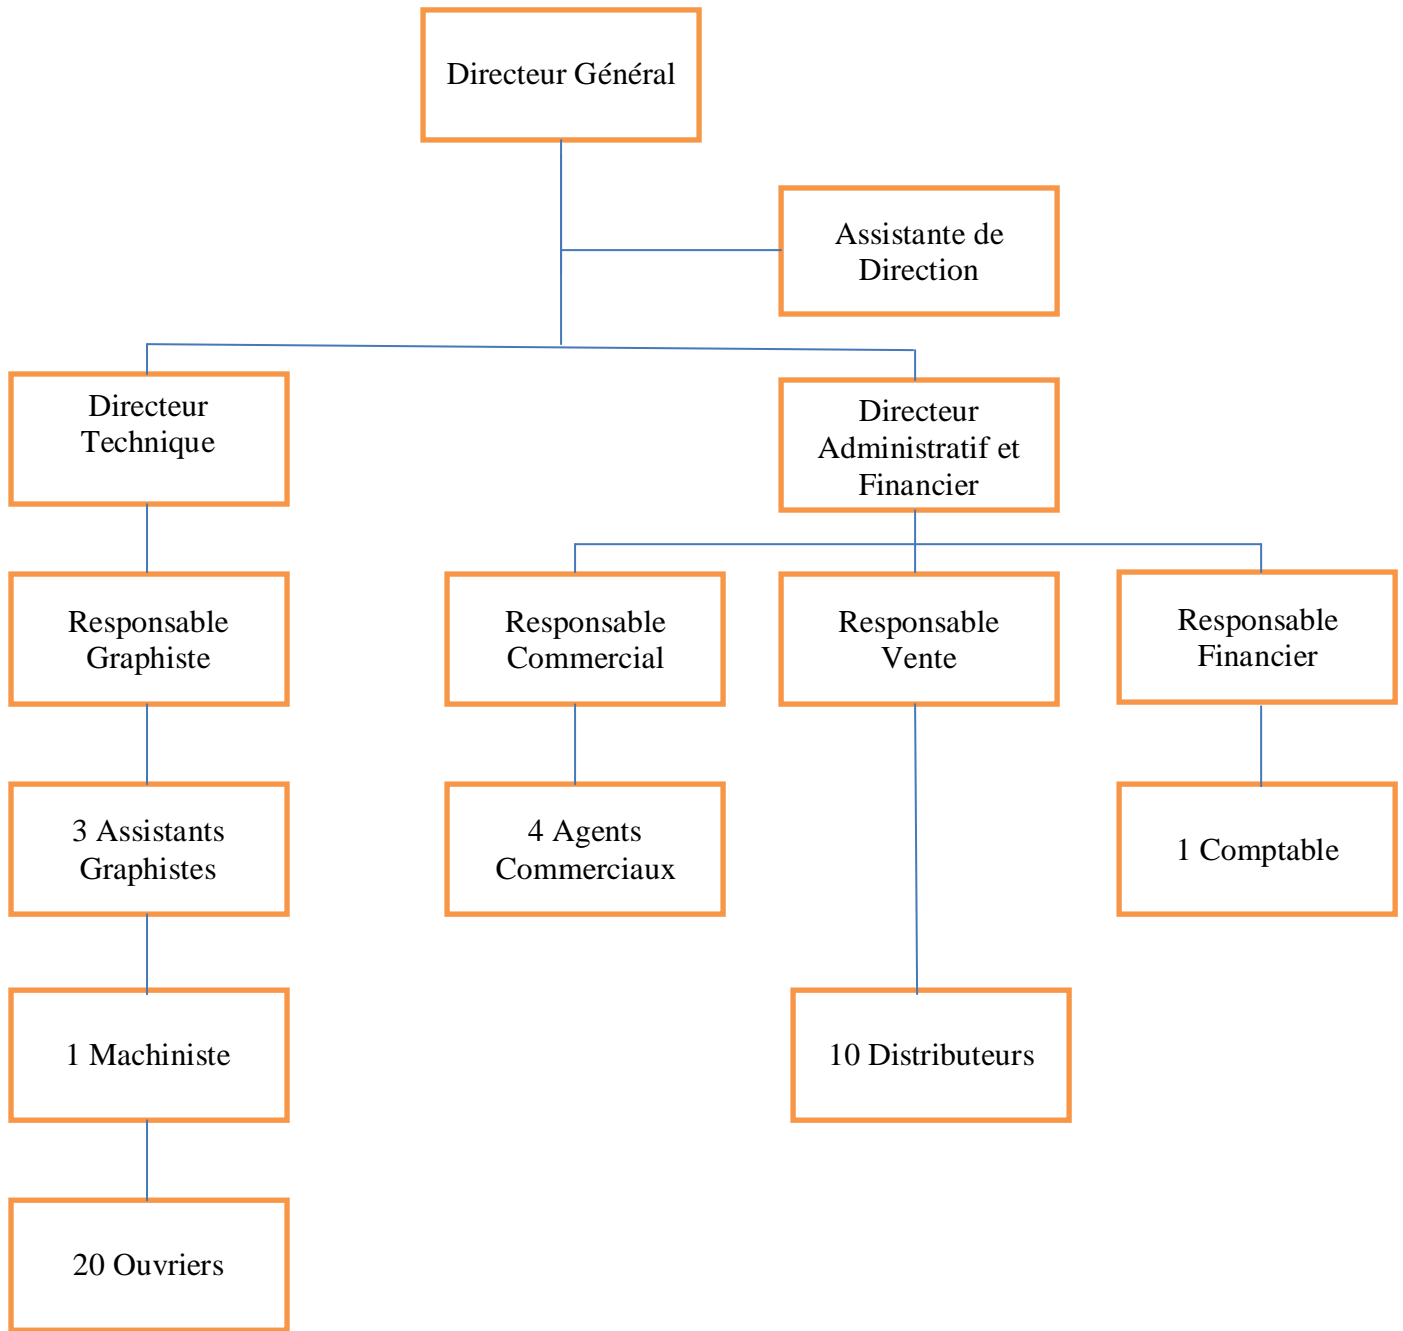 Directeur Général
Assistante de
Direction
Directeur
Technique
Directeur
Administratif et
Financier
Responsable
Graphiste
Responsable
Commercial
Responsable
Vente
Responsable
Financier
3 Assistants
Graphistes
4 Agents
Commerciaux
1 Comptable
1 Machiniste
10 Distributeurs
20 Ouvriers